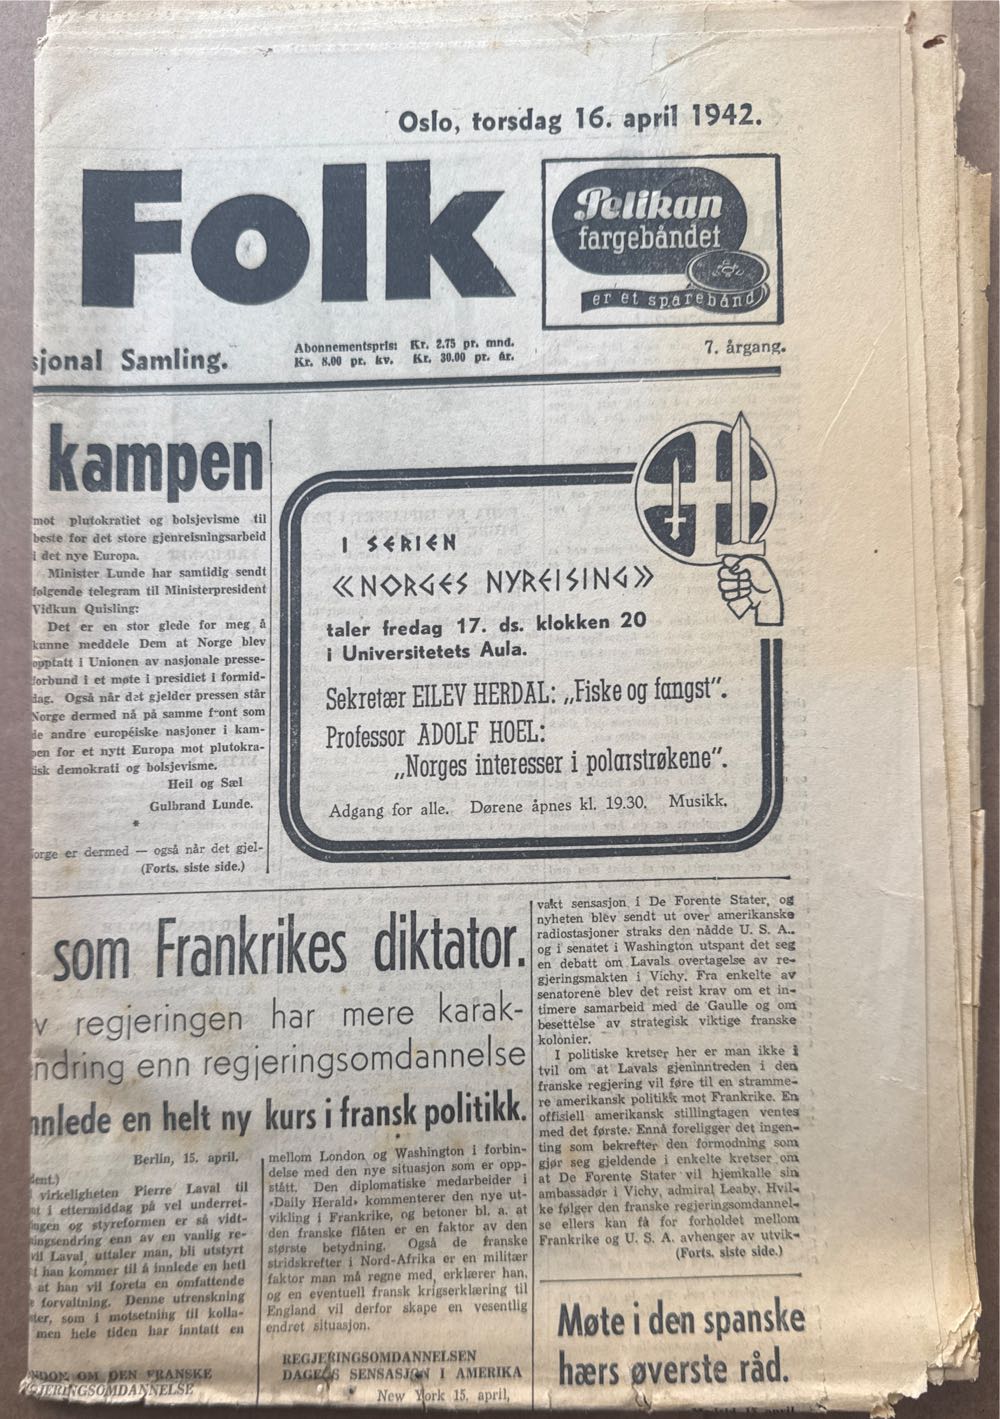 Oslo, torsdag 16. april 1942.
Folk
Pelikan
fargebåndet
er et sparebånd
sjonal Samling.
Abonnementspris: Kr. 2.75 pr. mnd.
Kr. 8.00 pr. kv. Kr. 30.00 pr. år.
7. årgang.
kampen
mot plutokratiet og bolsjevisme til
beste for det store gjenreisningsarbeid
i det nye Europa.
Minister Lunde har samtidig sendt
følgende telegram til Ministerpresident
Vidkun Quisling:
Det er en stor glede for meg å
kunne meddele Dem at Norge blev
opptatt i Unionen av nasjonale presse-
forbund i et møte i presidiet i formid-
dag. Også når det gjelder pressen står
Norge dermed nå på samme front som
de andre européiske nasjoner i kam-
pen for et nytt Europa mot plutokra-
tisk demokrati og bolsjevisme.
Heil og Sæl
Gulbrand Lunde.
*
Norge er dermed — også når det gjel-
(Forts. siste side.)
I SERIEN
«NORGES NYREISING»
taler fredag 17. ds. klokken 20
i Universitetets Aula.
Sekretær EILEV HERDAL: „Fiske og fangst".
Professor ADOLF HOEL:
„Norges interesser i polarstrøkene".
Adgang for alle. Dørene åpnes kl. 19.30. Musikk.
som Frankrikes diktator.
v regjeringen har mere karak-
ndring enn regjeringsomdannelse
nnlede en helt ny kurs i fransk politikk.
Berlin, 15. april.
dent.)
virkeligheten Pierre Laval til
i ettermiddag på vel underret-
ingen og styreformen er så vidt-
ingsendring enn av en vanlig re-
vil Laval, uttaler man, bli utstyrt
t han kommer til å innlede en helt
at han vil foreta en omfattende
forvaltning. Denne utrenskning
ter, som i motsetning til kolla-
men hele tiden har inntatt en
NDON OM DEN FRANSKE
JERINGSOMDANNELSE
mellom London og Washington i forbin-
delse med den nye situasjon som er opp-
stått. Den diplomatiske medarbeider i
«Daily Herald» kommenterer den nye ut-
vikling i Frankrike, og betoner bl. a. at
den franske flåten er en faktor av den
største betydning. Også de franske
stridskrefter i Nord-Afrika er en militær
faktor man må regne med, erklærer han,
og en eventuell fransk krigserklæring til
England vil derfor skape en vesentlig
endret situasjon.
REGJERINGSOMDANNELSEN
DAGENS SENSASJON I AMERIKA
New York 15. april,
vakt sensasjon i De Forente Stater, og
nyheten blev sendt ut over amerikanske
radiostasjoner straks den nådde U. S. A.,
og i senatet i Washington utspant det seg
en debatt om Lavals overtagelse av re-
gjeringsmakten i Vichy. Fra enkelte av
senatorene blev det reist krav om et in-
timere samarbeid med de Gaulle og om
besettelse av strategisk viktige franske
kolonier.
I politiske kretser her er man ikke i
tvil om at Lavals gjeninntreden i den
franske regjering vil føre til en stramme-
re amerikansk politikk mot Frankrike. En
offisiell amerikansk stillingtagen ventes
med det første. Ennå foreligger det ingen-
ting som bekrefter den formodning som
gjør seg gjeldende i enkelte kretser om
at De Forente Stater vil hjemkalle sin
ambassadør i Vichy, admiral Leahy. Hvil-
ke følger den franske regjeringsomdannel-
se ellers kan få for forholdet mellom
Frankrike og U. S. A. avhenger av utvik-
(Forts. siste side.)
Møte i den spanske
hærs øverste råd.